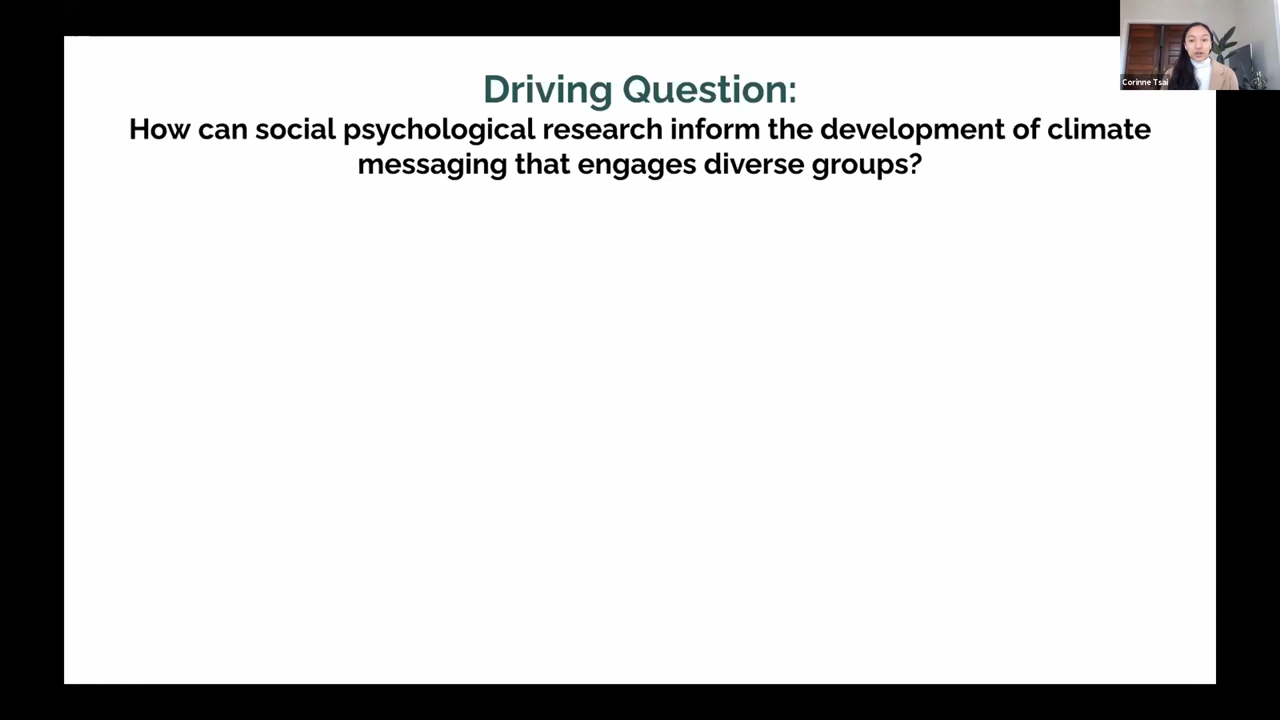 Driving Question:
How can social psychological research inform the development of climate
messaging that engages diverse groups?
Corinne Tsai